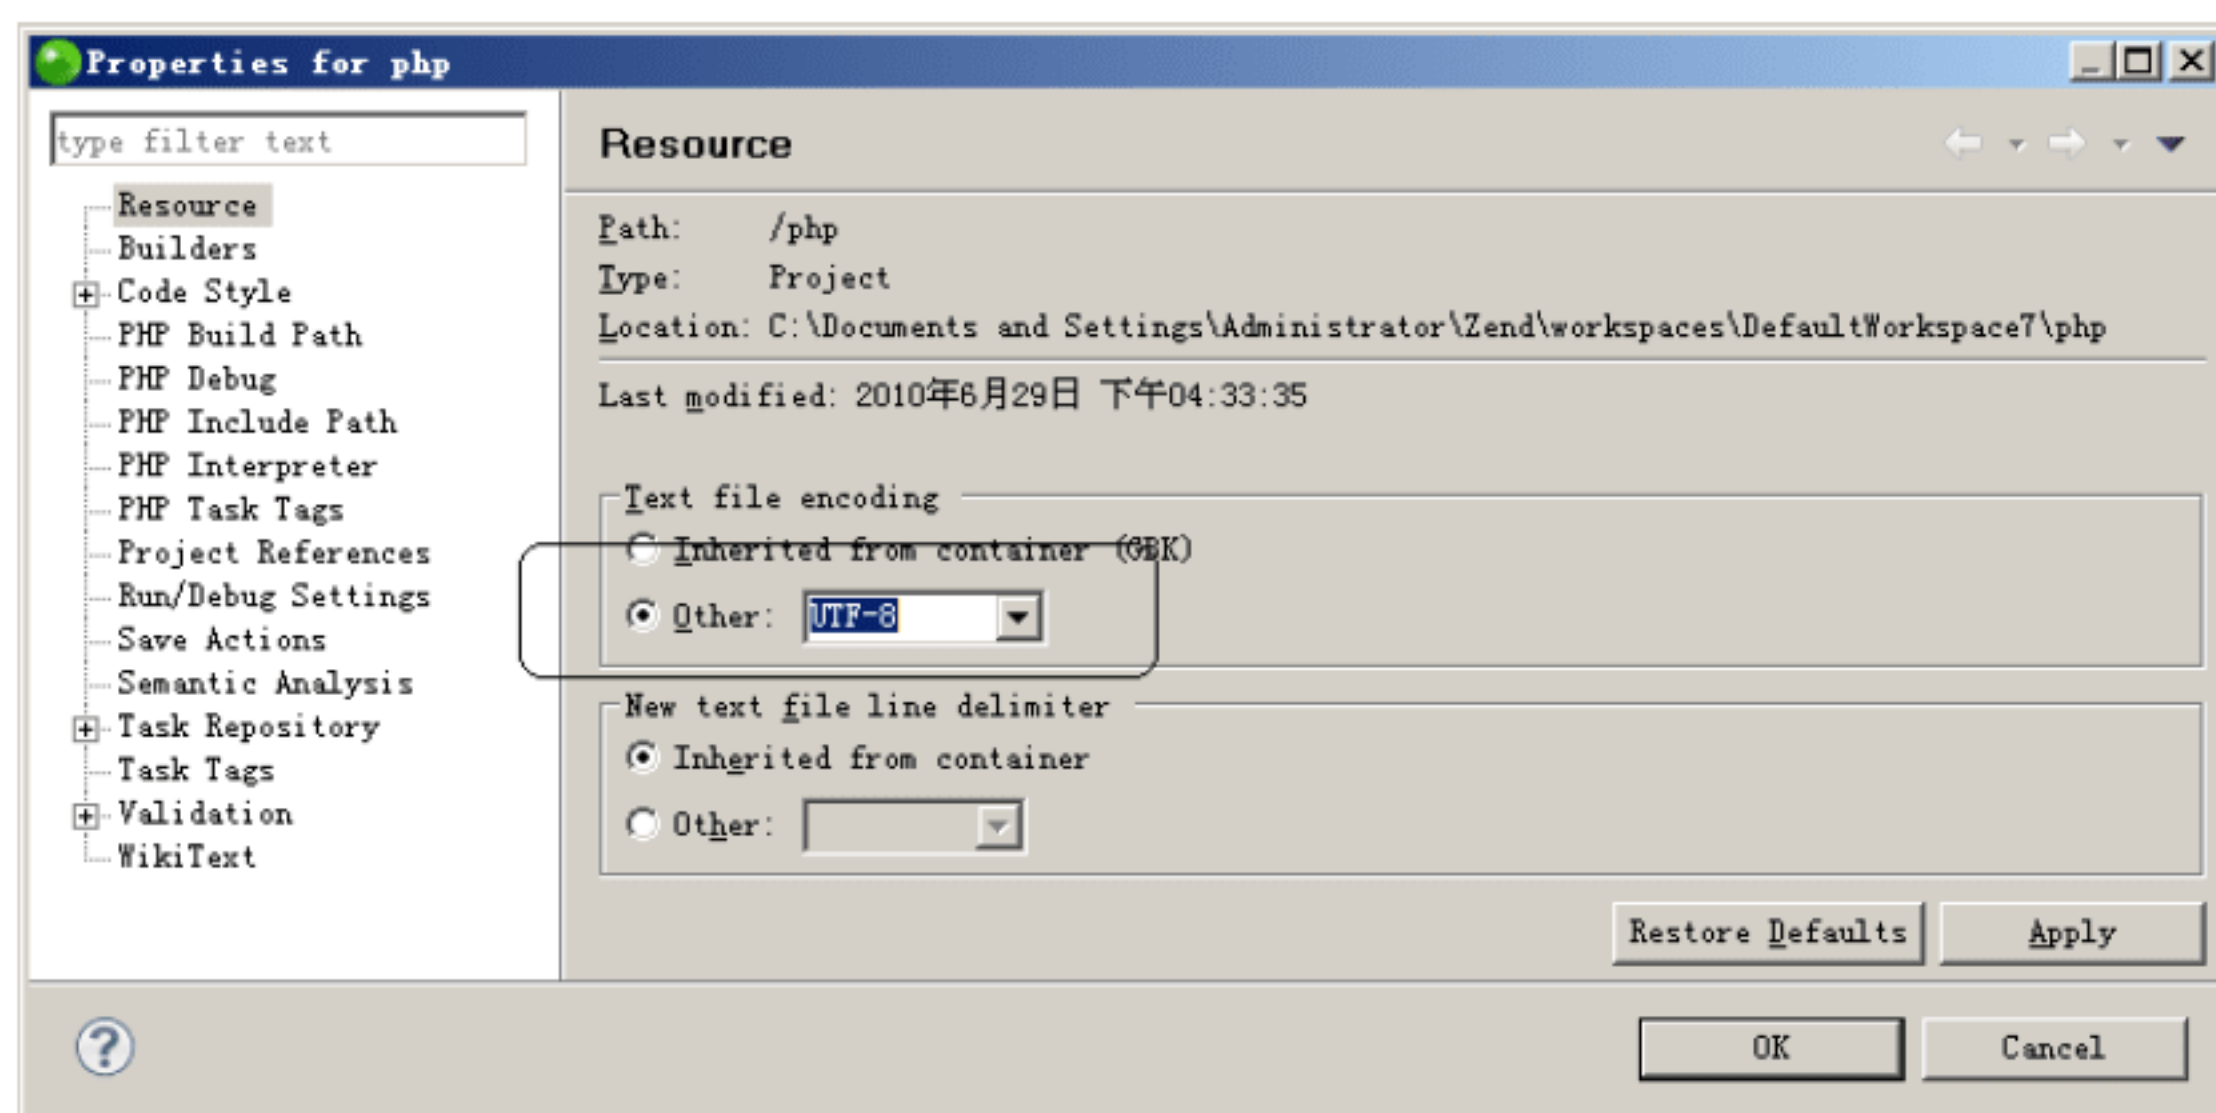 Properties for php
type filter text
Resource
Builders
Code Style
PHP Build Path
PHP Debug
PHP Include Path
PHP Interpreter
PHP Task Tags
Project References
Run/Debug Settings
Save Actions
Semantic Analysis
Task Repository
Task Tags
Validation
WikiText
Resource
Path: /php
Type: Project
Location: C:\Documents and Settings\Administrator\Zend\workspaces\DefaultWorkspace7\php
Last modified: 2010年6月29日 下午04:33:35
Text file encoding
Inherited from container (GBK)
Other: UTF-8
New text file line delimiter
Inherited from container
Other:
Restore Defaults Apply
OK Cancel